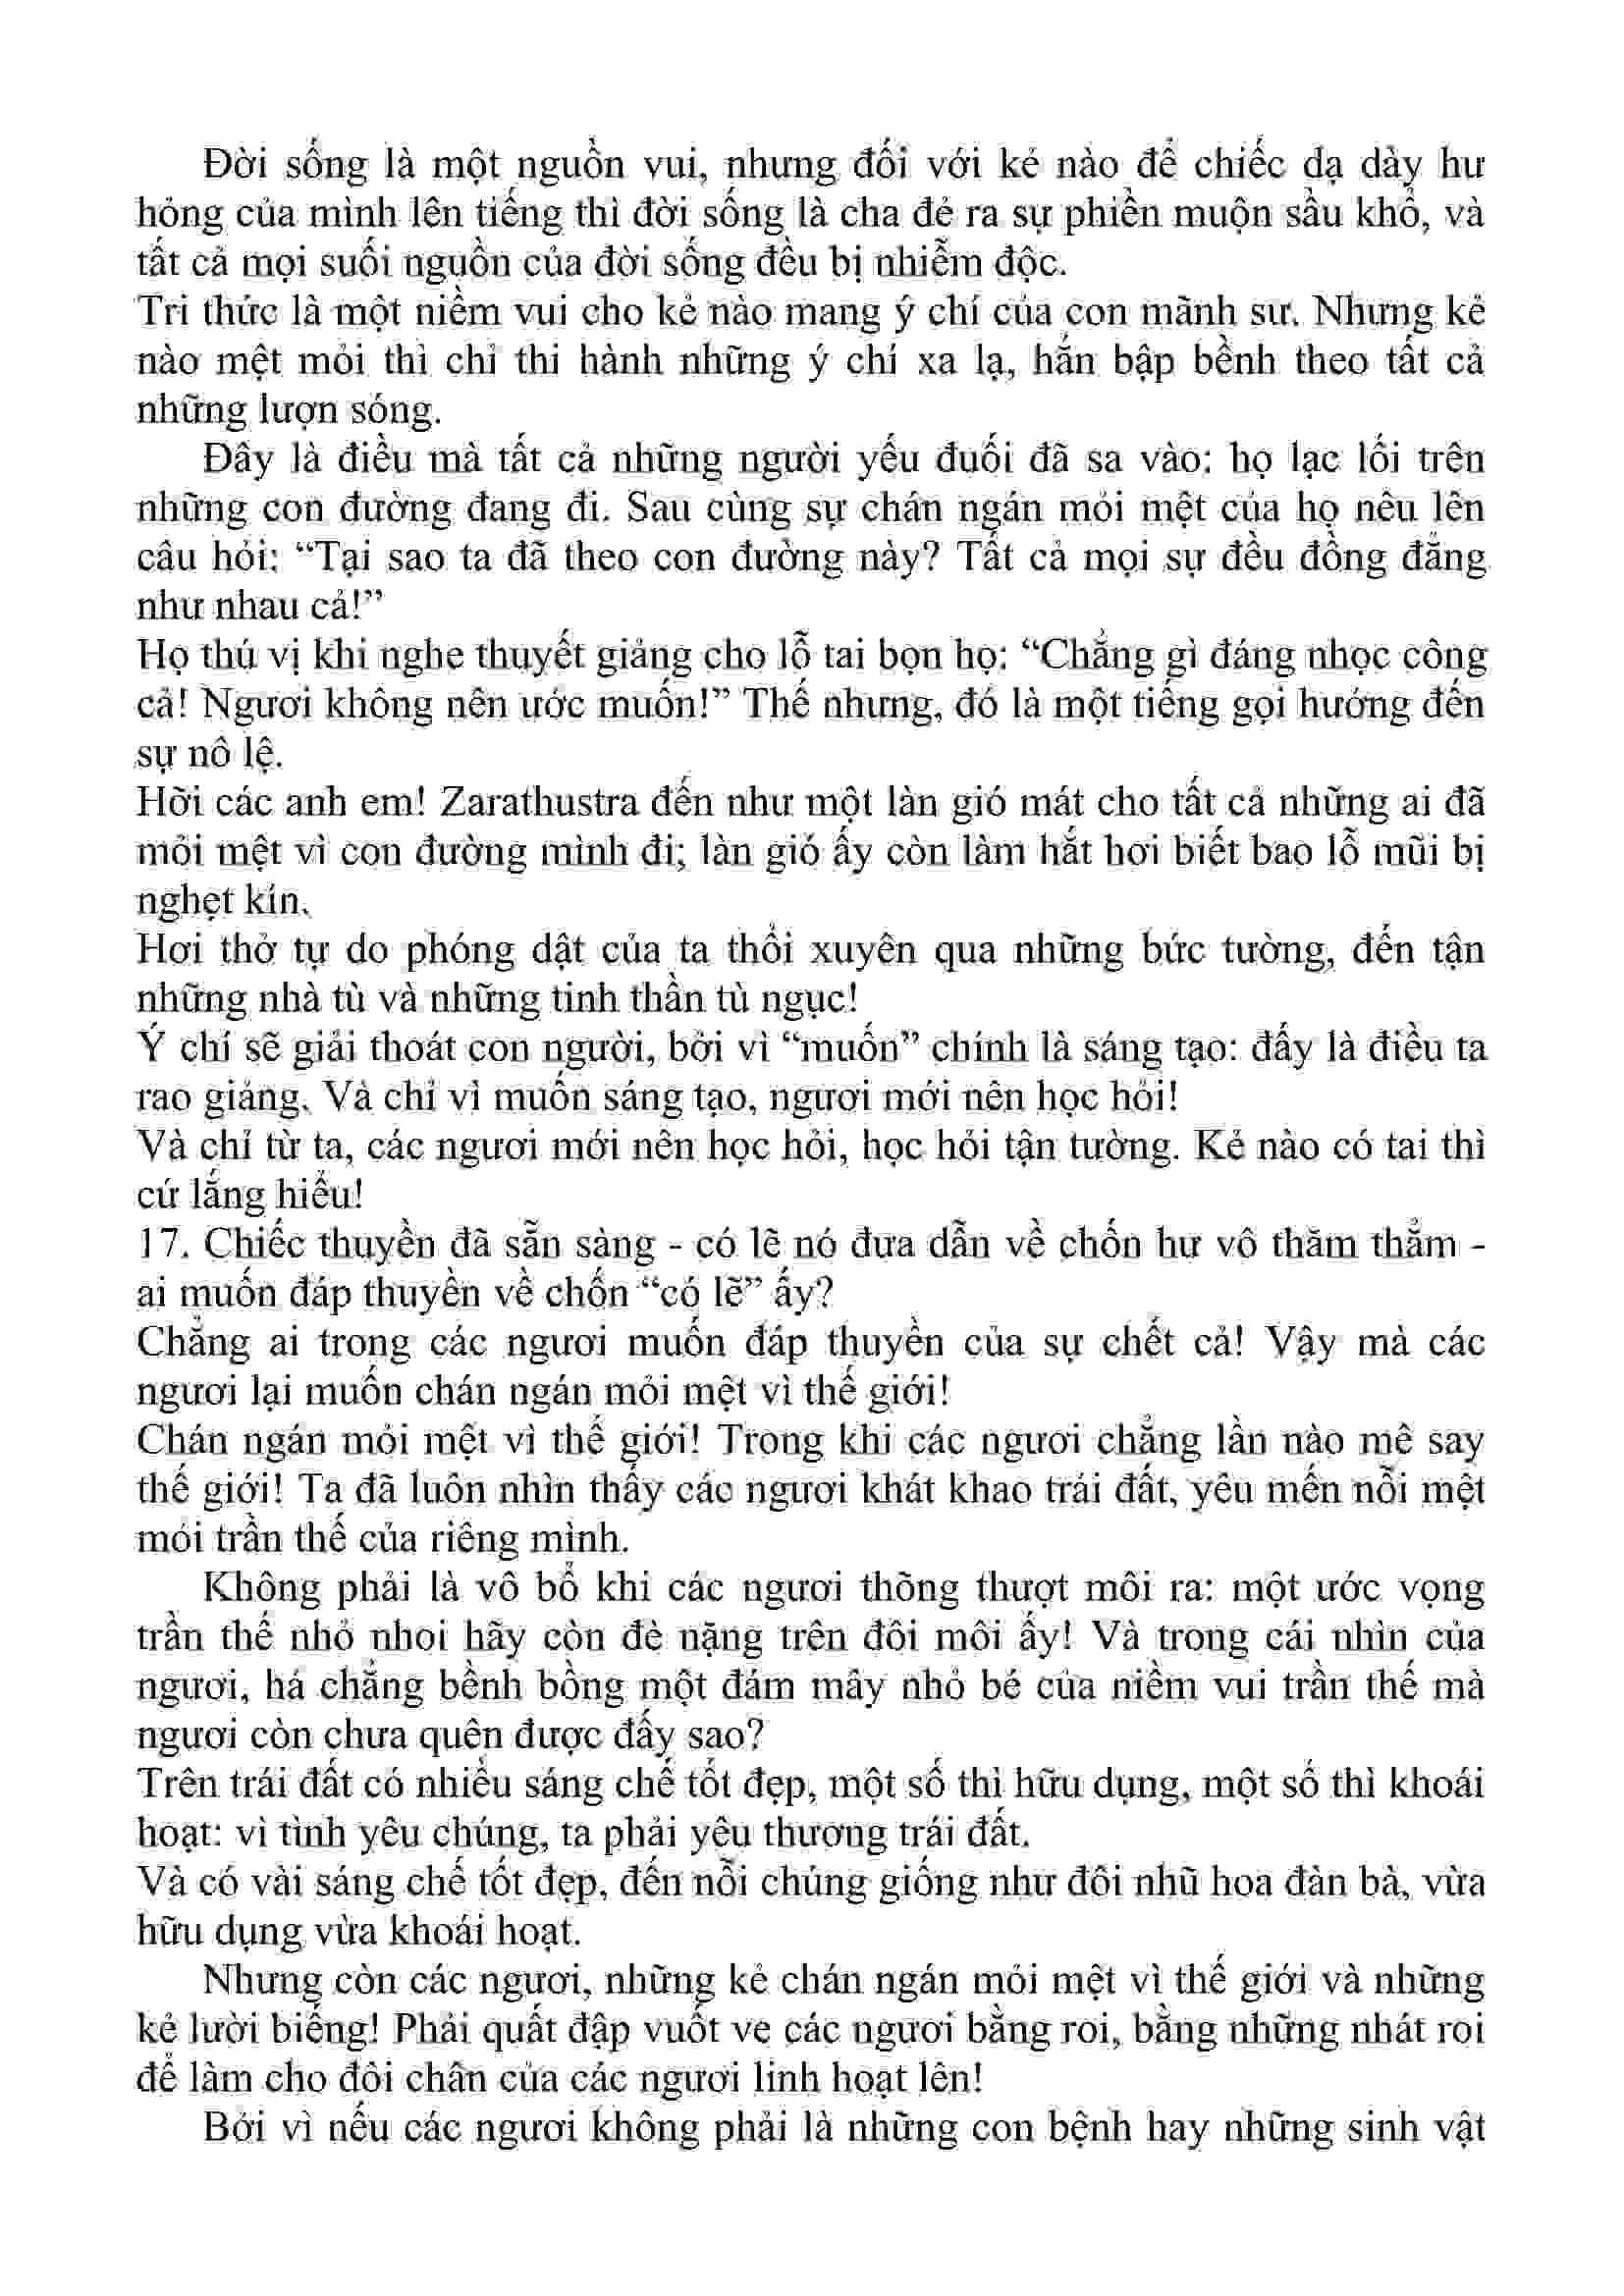 Đời sống là một nguồn vui, nhưng đối với kẻ nào để chiếc dạ dày hư
hỏng của mình lên tiếng thì đời sống là cha đẻ ra sự phiền muộn sầu khổ, và
tất cả mọi suối nguồn của đời sống đều bị nhiễm độc.
Tri thức là một niềm vui cho kẻ nào mang ý chí của con mãnh sư. Nhưng kẻ
nào mệt mỏi thì chỉ thi hành những ý chí xa lạ, hắn bập bềnh theo tất cả
những lượn sóng.
Đây là điều mà tất cả những người yếu đuối đã sa vào: họ lạc lối trên
những con đường đang đi. Sau cùng sự chán ngán mỏi mệt của họ nêu lên
câu hỏi: “Tại sao ta đã theo con đường này? Tất cả mọi sự đều đồng đẳng
như nhau cả!”
Họ thú vị khi nghe thuyết giảng cho lỗ tai bọn họ: “Chẳng gì đáng nhọc công
cả! Ngươi không nên ước muốn!” Thế nhưng, đó là một tiếng gọi hướng đến
sự nô lệ.
Hỡi các anh em! Zarathustra đến như một làn gió mát cho tất cả những ai đã
mỏi mệt vì con đường mình đi; làn gió ấy còn làm hắt hơi biết bao lỗ mũi bị
nghẹt kín.
Hơi thở tự do phóng dật của ta thổi xuyên qua những bức tường, đến tận
những nhà tù và những tinh thần tù ngục!
Ý chí sẽ giải thoát con người, bởi vì “muốn” chính là sáng tạo: đấy là điều ta
rao giảng. Và chỉ vì muốn sáng tạo, ngươi mới nên học hỏi!
Và chỉ từ ta, các ngươi mới nên học hỏi, học hỏi tận tường. Kẻ nào có tai thì
cứ lắng hiểu!
17. Chiếc thuyền đã sẵn sàng - có lẽ nó đưa dẫn về chốn hư vô thăm thẳm -
ai muốn đáp thuyền về chốn “có lẽ” ấy?
Chẳng ai trong các ngươi muốn đáp thuyền của sự chết cả! Vậy mà các
ngươi lại muốn chán ngán mỏi mệt vì thế giới!
Chán ngán mỏi mệt vì thế giới! Trong khi các ngươi chẳng lần nào mê say
thế giới! Ta đã luôn nhìn thấy các ngươi khát khao trái đất, yêu mến nỗi mệt
mỏi trần thế của riêng mình.
Không phải là vô bổ khi các ngươi thõng thượt môi ra: một ước vọng
trần thế nhỏ nhoi hãy còn đè nặng trên đôi môi ấy! Và trong cái nhìn của
ngươi, há chẳng bềnh bồng một đám mây nhỏ bé của niềm vui trần thế mà
ngươi còn chưa quên được đấy sao?
Trên trái đất có nhiều sáng chế tốt đẹp, một số thì hữu dụng, một số thì khoái
hoạt: vì tình yêu chúng, ta phải yêu thương trái đất.
Và có vài sáng chế tốt đẹp, đến nỗi chúng giống như đôi nhũ hoa đàn bà, vừa
hữu dụng vừa khoái hoạt.
Nhưng còn các ngươi, những kẻ chán ngán mỏi mệt vì thế giới và những
kẻ lười biếng! Phải quất đập vuốt ve các ngươi bằng roi, bằng những nhát roi
để làm cho đôi chân của các ngươi linh hoạt lên!
Bởi vì nếu các ngươi không phải là những con bệnh hay những sinh vật